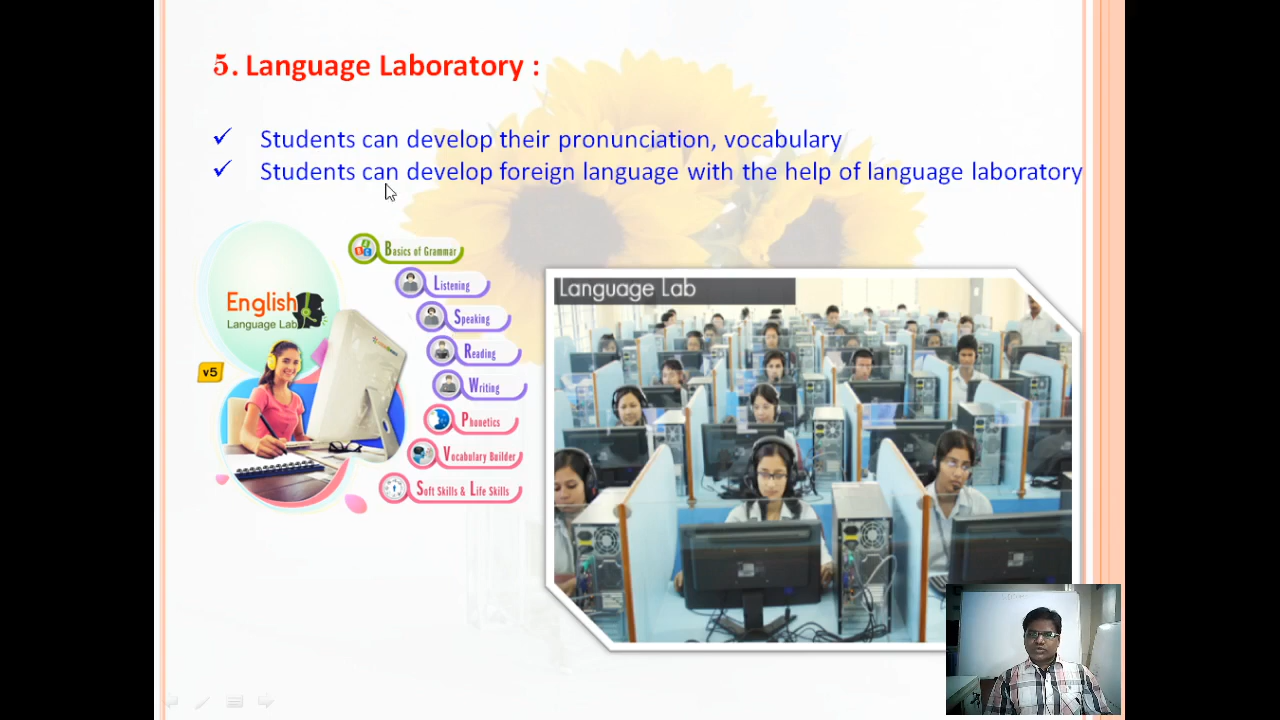 5. Language Laboratory :
✓ Students can develop their pronunciation, vocabulary
✓ Students can develop foreign language with the help of language laboratory
English
Language Lab
v5
Basics of Grammar
Listening
Speaking
Reading
Writing
Phonetics
Vocabulary Builder
Soft Skills & Life Skills
Language Lab